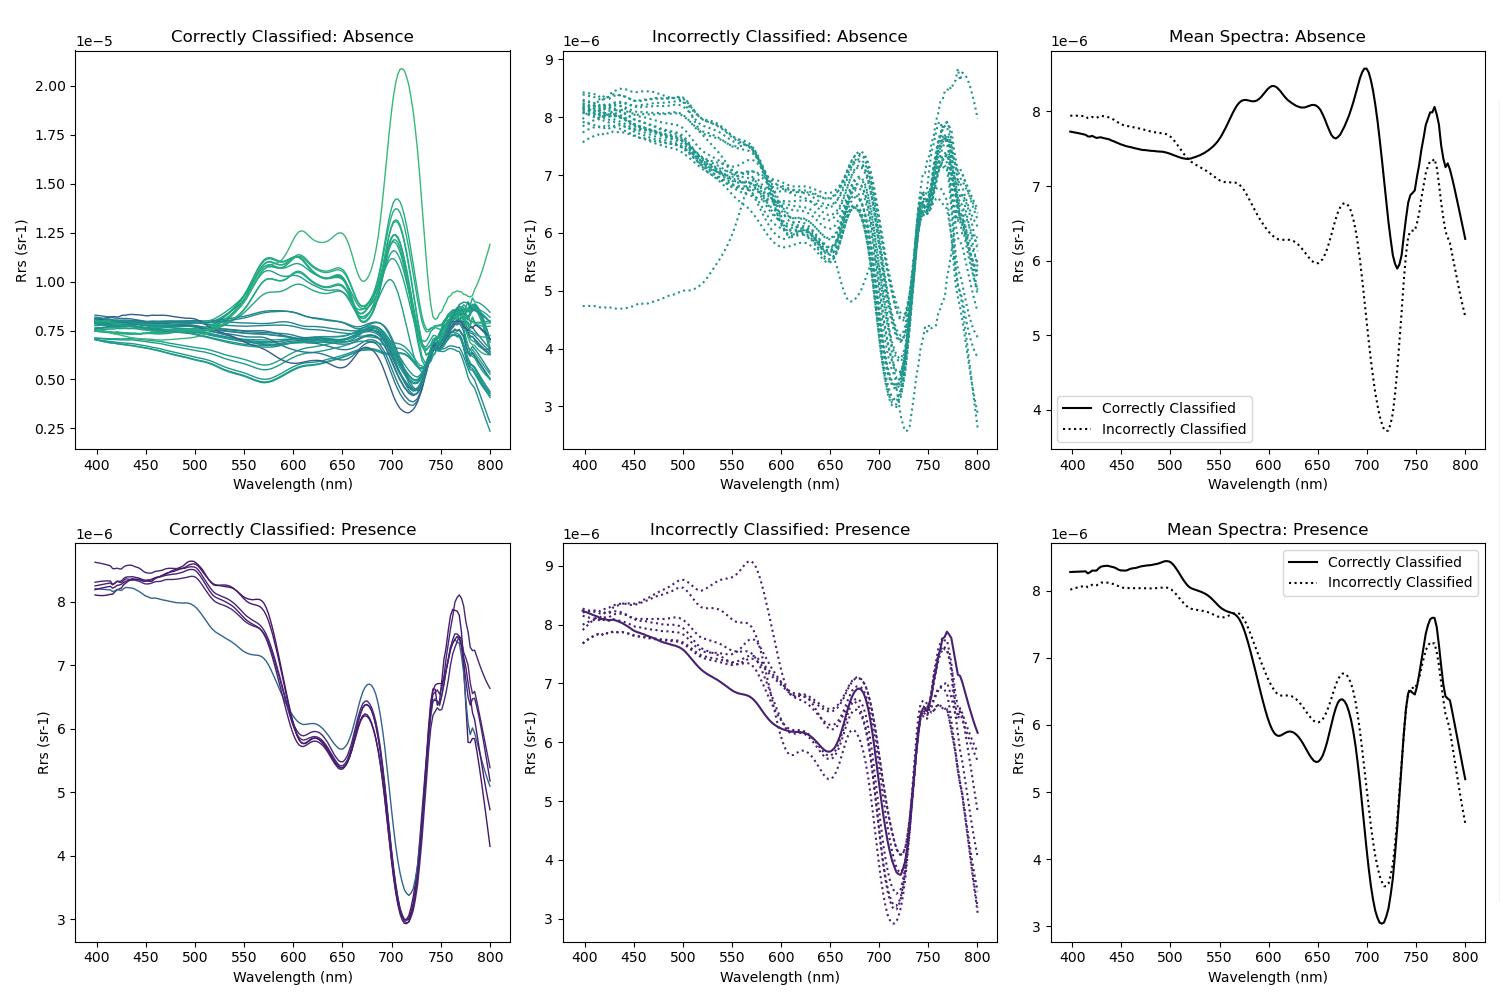 Correctly Classified: Absence
1e−5
2.00
1.75
1.50
1.25
1.00
0.75
0.50
0.25
Rrs (sr-1)
400 450 500 550 600 650 700 750 800
Wavelength (nm)
Incorrectly Classified: Absence
1e−6
9
8
7
6
5
4
3
Rrs (sr-1)
400 450 500 550 600 650 700 750 800
Wavelength (nm)
Mean Spectra: Absence
1e−6
8
7
6
5
4
Rrs (sr-1)
Correctly Classified
Incorrectly Classified
400 450 500 550 600 650 700 750 800
Wavelength (nm)
Correctly Classified: Presence
1e−6
8
7
6
5
4
3
Rrs (sr-1)
400 450 500 550 600 650 700 750 800
Wavelength (nm)
Incorrectly Classified: Presence
1e−6
9
8
7
6
5
4
3
Rrs (sr-1)
400 450 500 550 600 650 700 750 800
Wavelength (nm)
Mean Spectra: Presence
1e−6
Correctly Classified
Incorrectly Classified
8
7
6
5
4
3
Rrs (sr-1)
400 450 500 550 600 650 700 750 800
Wavelength (nm)